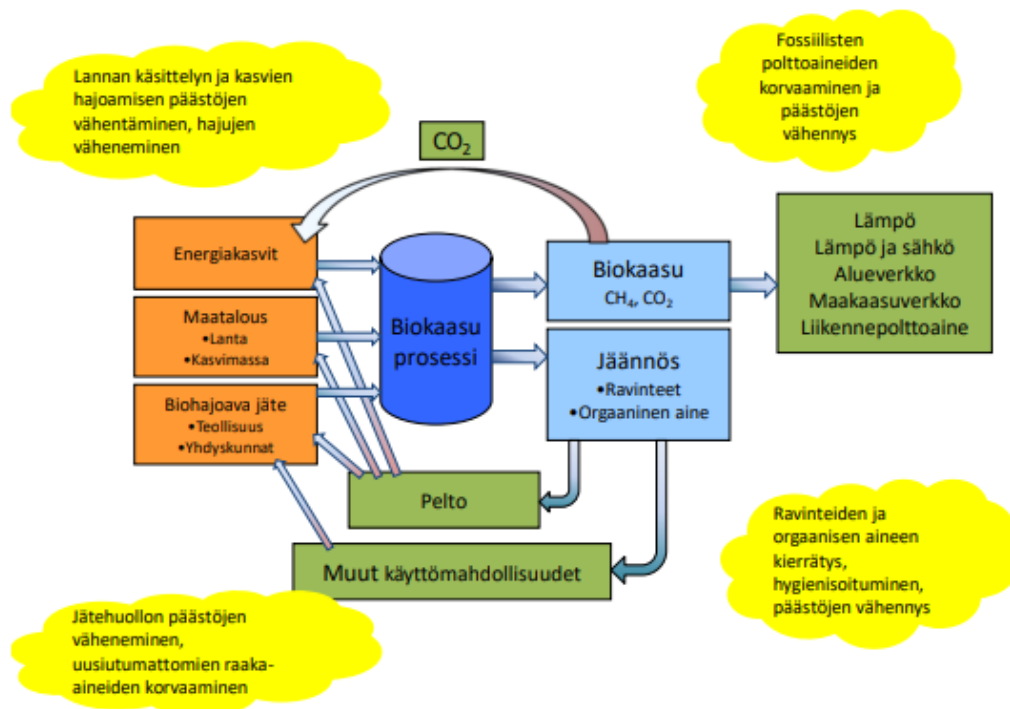 Lannan käsittelyn ja kasvien
hajoamisen päästöjen
vähentäminen, hajujen
väheneminen
Fossiilisten
polttoaineiden
korvaaminen ja
päästöjen
vähennys
CO₂
Energiakasvit
Maatalous
•Lanta
•Kasvimassa
Biohajoava jäte
•Teollisuus
•Yhdyskunnat
Biokaasu
prosessi
Biokaasu
CH₄, CO₂
Jäännös
•Ravinteet
•Orgaaninen aine
Lämpö
Lämpö ja sähkö
Alueverkko
Maakaasuverkko
Liikennepolttoaine
Pelto
Muut käyttömahdollisuudet
Ravinteiden ja
orgaanisen aineen
kierrätys,
hygienisoituminen,
päästöjen vähennys
Jätehuollon päästöjen
väheneminen,
uusiutumattomien raaka-
aineiden korvaaminen